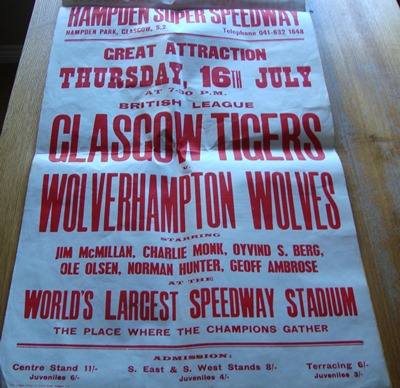 HAMPDEN SUPER SPEEDWAY
HAMPDEN PARK, GLASGOW, S.2 Telephone 041-632 1648
GREAT ATTRACTION
THURSDAY, 16TH JULY
AT 7-30 P.M.
BRITISH LEAGUE
GLASGOW TIGERS
v.
WOLVERHAMPTON WOLVES
STARRING
JIM McMILLAN, CHARLIE MONK, OYVIND S. BERG,
OLE OLSEN, NORMAN HUNTER, GEOFF AMBROSE
AT THE
WORLD'S LARGEST SPEEDWAY STADIUM
THE PLACE WHERE THE CHAMPIONS GATHER
ADMISSION:
Centre Stand 11/- S. East & S. West Stands 8/- Terracing 6/-
Juveniles 6/- Juveniles 4/- Juveniles 3/-